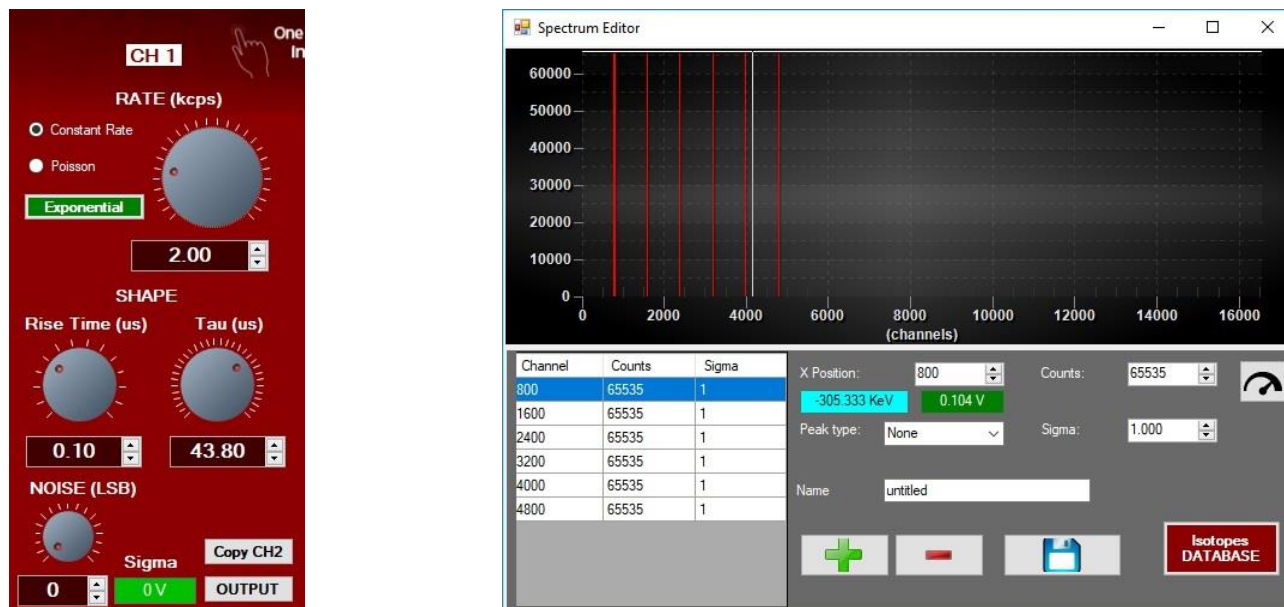 One
In
CH 1
RATE (kcps)
Constant Rate
Poisson
Exponential
2.00
SHAPE
Rise Time (us) Tau (us)
0.10 43.80
NOISE (LSB)
Sigma
Copy CH2
0 0 V OUTPUT
Spectrum Editor
60000
50000
40000
30000
20000
10000
0
0 2000 4000 6000 8000 10000 12000 14000 16000
(channels)
Channel Counts Sigma
800 65535 1
1600 65535 1
2400 65535 1
3200 65535 1
4000 65535 1
4800 65535 1
X Position: 800 Counts: 65535
-305.333 KeV 0.104 V
Peak type: None Sigma: 1.000
Name untitled
Isotopes
DATABASE